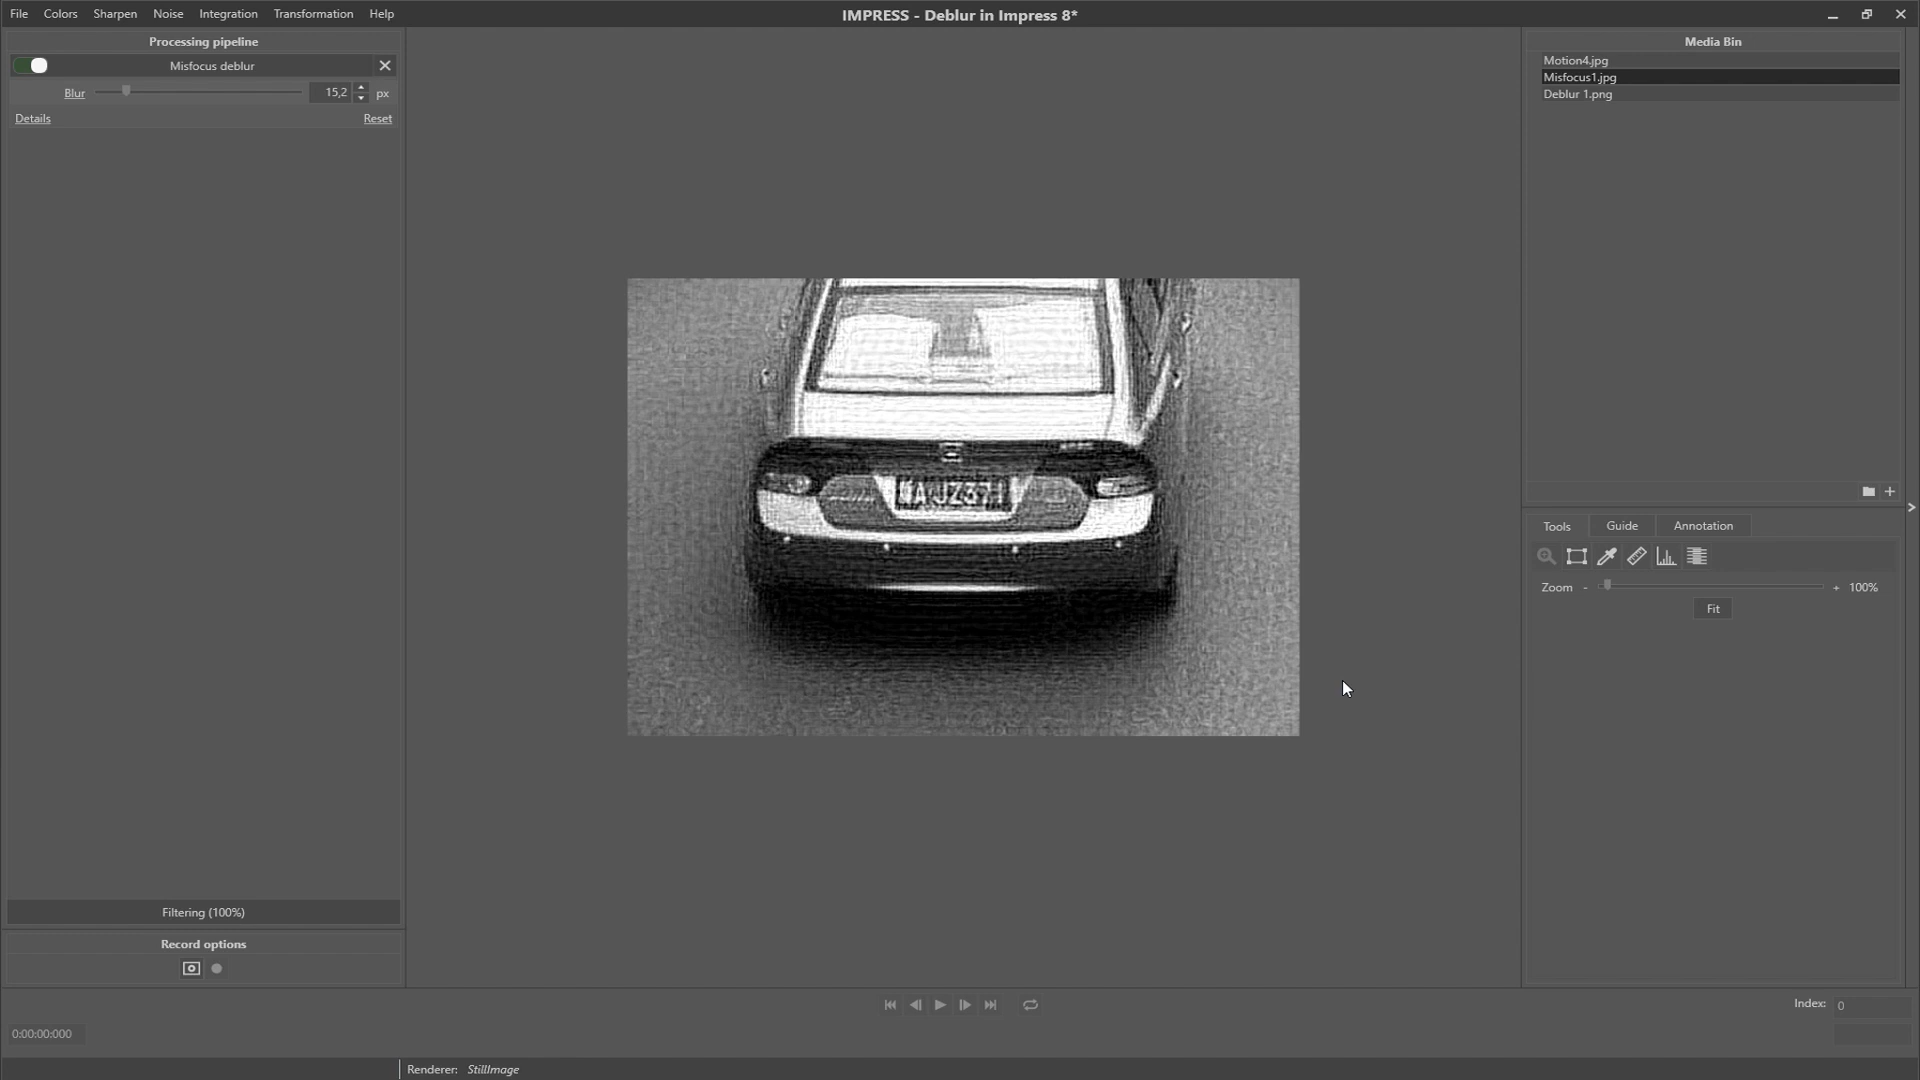 File Colors Sharpen Noise Integration Transformation Help
IMPRESS - Deblur in Impress 8*
Processing pipeline
Misfocus deblur
Blur 15,2 px
Details Reset
Filtering (100%)
Record options
Media Bin
Motion4.jpg
Misfocus1.jpg
Deblur 1.png
Tools Guide Annotation
Zoom - + 100%
Fit
Index: 0
0:00:00:000
Renderer: StillImage